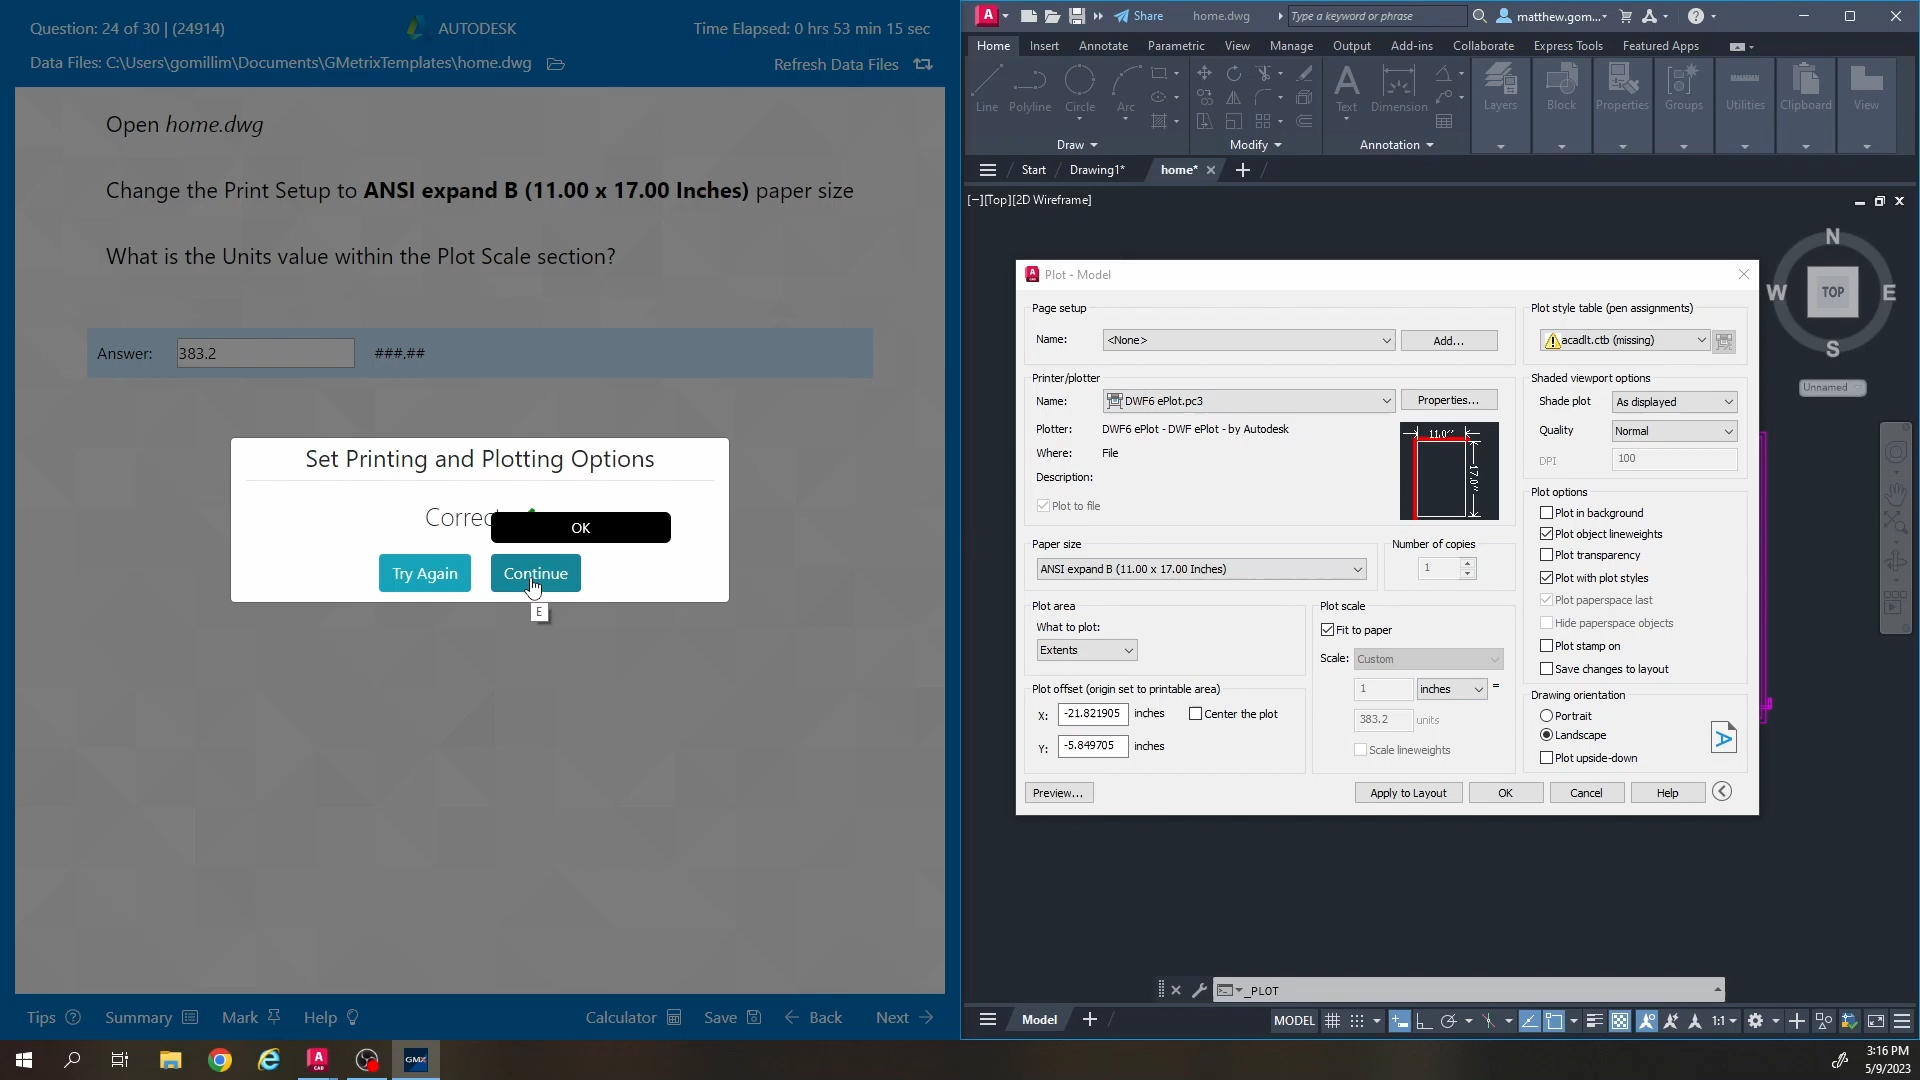 Question: 24 of 30 | (24914)
AUTODESK
Time Elapsed: 0 hrs 53 min 15 sec
Data Files: C:\Users\gomillim\Documents\GMetrixTemplates\home.dwg
Refresh Data Files
Open home.dwg
Change the Print Setup to ANSI expand B (11.00 x 17.00 Inches) paper size
What is the Units value within the Plot Scale section?
Answer: 383.2 ###.##
Set Printing and Plotting Options
Correc
OK
Try Again
Continue
E
Tips
Summary
Mark
Help
Calculator
Save
Back
Next
A
Share
home.dwg
Type a keyword or phrase
matthew.gom...
Home Insert Annotate Parametric View Manage Output Add-ins Collaborate Express Tools Featured Apps
Line Polyline Circle Arc
Text Dimension
Layers Block Properties Groups Utilities Clipboard View
Draw
Modify
Annotation
Start
Drawing1*
home*
[−][Top][2D Wireframe]
N
W
TOP
E
S
Unnamed
Plot - Model
Page setup
Name: <None>
Add...
Printer/plotter
Name: DWF6 ePlot.pc3
Properties...
Plotter: DWF6 ePlot - DWF ePlot - by Autodesk
Where: File
Description:
Plot to file
11.0''
17.0''
Paper size
ANSI expand B (11.00 x 17.00 Inches)
Number of copies
1
Plot area
What to plot:
Extents
Plot scale
Fit to paper
Scale: Custom
1 inches =
383.2 units
Scale lineweights
Plot offset (origin set to printable area)
X: -21.821905 inches
Center the plot
Y: -5.849705 inches
Plot style table (pen assignments)
acadlt.ctb (missing)
Shaded viewport options
Shade plot As displayed
Quality Normal
DPI 100
Plot options
Plot in background
Plot object lineweights
Plot transparency
Plot with plot styles
Plot paperspace last
Hide paperspace objects
Plot stamp on
Save changes to layout
Drawing orientation
Portrait
Landscape
Plot upside-down
A
Preview...
Apply to Layout
OK
Cancel
Help
_PLOT
Model
MODEL
1:1
GMX
3:16 PM
5/9/2023